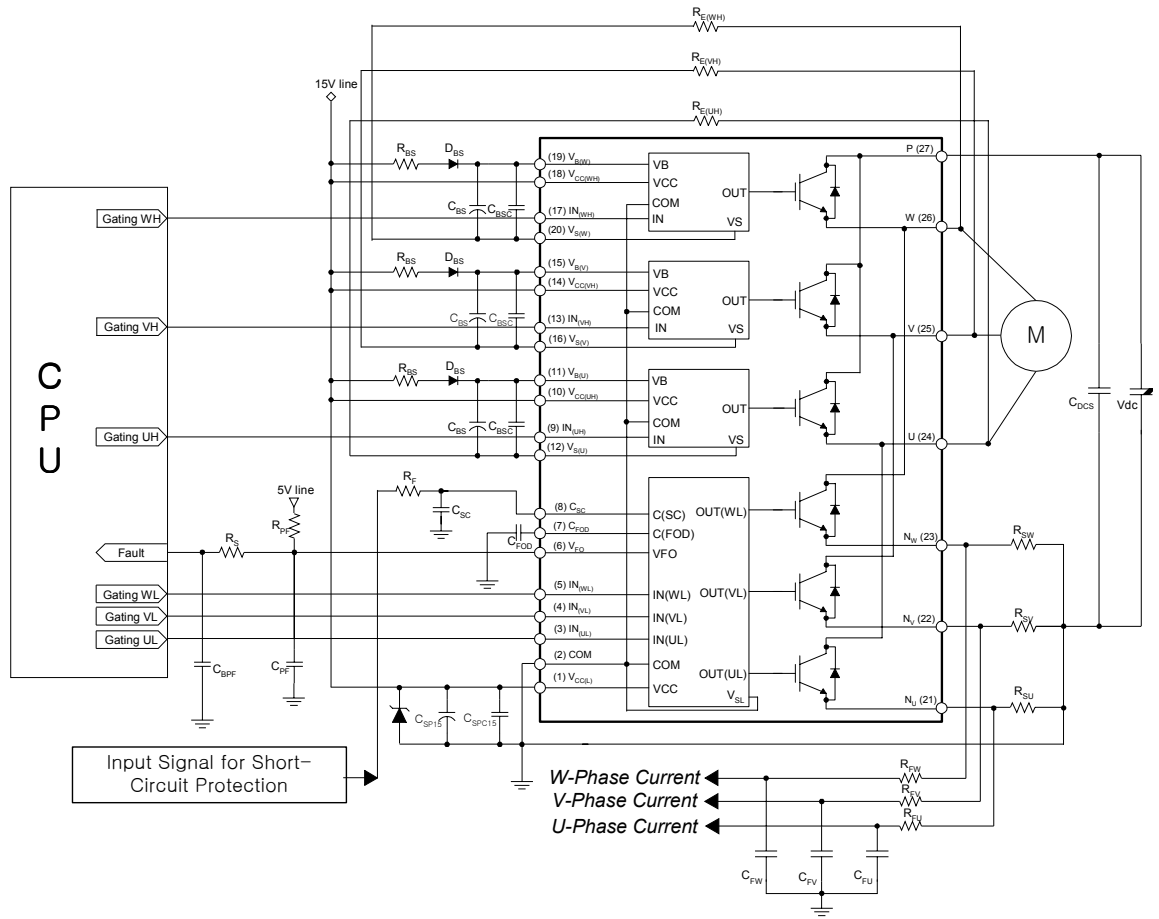 R_E(WH)
R_E(VH)
15V line
R_E(UH)
R_BS
D_BS
(19) V_B(W)
VB
P (27)
(18) V_CC(WH)
VCC
OUT
COM
C_BS
C_BSC
Gating WH
(17) IN_(WH)
IN
VS
W (26)
(20) V_S(W)
R_BS
D_BS
(15) V_B(V)
VB
(14) V_CC(VH)
VCC
OUT
COM
C_BS
C_BSC
Gating VH
(13) IN_(VH)
IN
VS
V (25)
M
(16) V_S(V)
CPU
R_BS
D_BS
(11) V_B(U)
VB
(10) V_CC(UH)
VCC
OUT
C_DCS
Vdc
COM
C_BS
C_BSC
Gating UH
(9) IN_(UH)
IN
VS
U (24)
(12) V_S(U)
R_F
5V line
C_SC
(8) C_SC
C(SC)
OUT(WL)
R_PF
(7) C_FOD
C(FOD)
C_FOD
R_S
Fault
(6) V_FO
VFO
N_W (23)
R_SW
Gating WL
(5) IN_(WL)
IN(WL)
OUT(VL)
Gating VL
(4) IN_(VL)
IN(VL)
N_V (22)
R_SV
Gating UL
(3) IN_(UL)
IN(UL)
(2) COM
COM
OUT(UL)
C_BPF
C_PF
(1) V_CC(L)
VCC
V_SL
N_U (21)
R_SU
C_SP15
C_SPC15
Input Signal for Short-
Circuit Protection
W-Phase Current
R_FW
V-Phase Current
R_FV
U-Phase Current
R_FU
C_FW
C_FV
C_FU